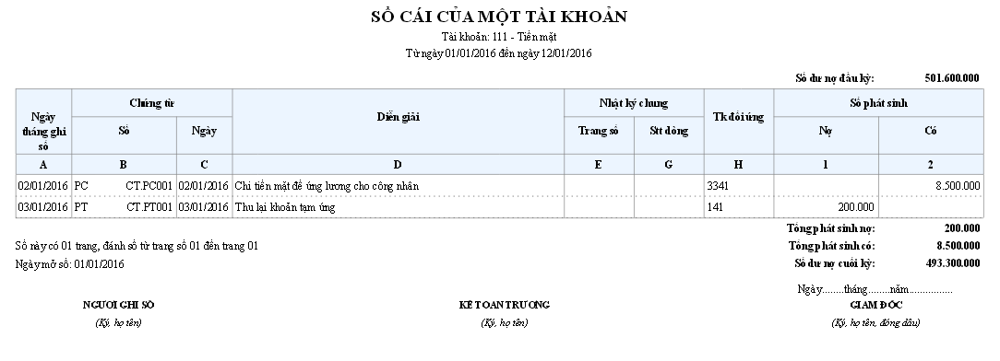 SỔ CÁI CỦA MỘT TÀI KHOẢN
Tài khoản: 111 - Tiền mặt
Từ ngày 01/01/2016 đến ngày 12/01/2016
Số dư nợ đầu kỳ: 501.600.000
Ngày tháng ghi sổ Chứng từ Diễn giải Nhật ký chung Tk đối ứng Số phát sinh
Số Ngày Trang số Stt dòng Nợ Có
A B C D E G H 1 2
02/01/2016 PC CT.PC001 02/01/2016 Chi tiền mặt để ứng lương cho công nhân 3341 8.500.000
03/01/2016 PT CT.PT001 03/01/2016 Thu lại khoản tạm ứng 141 200.000
Tổng phát sinh nợ: 200.000
Sổ này có 01 trang, đánh số từ trang số 01 đến trang 01 Tổng phát sinh có: 8.500.000
Ngày mở sổ: 01/01/2016 Số dư nợ cuối kỳ: 493.300.000
Ngày........tháng........năm................
NGƯỜI GHI SỔ KẾ TOÁN TRƯỞNG GIÁM ĐỐC
(Ký, họ tên) (Ký, họ tên) (Ký, họ tên, đóng dấu)